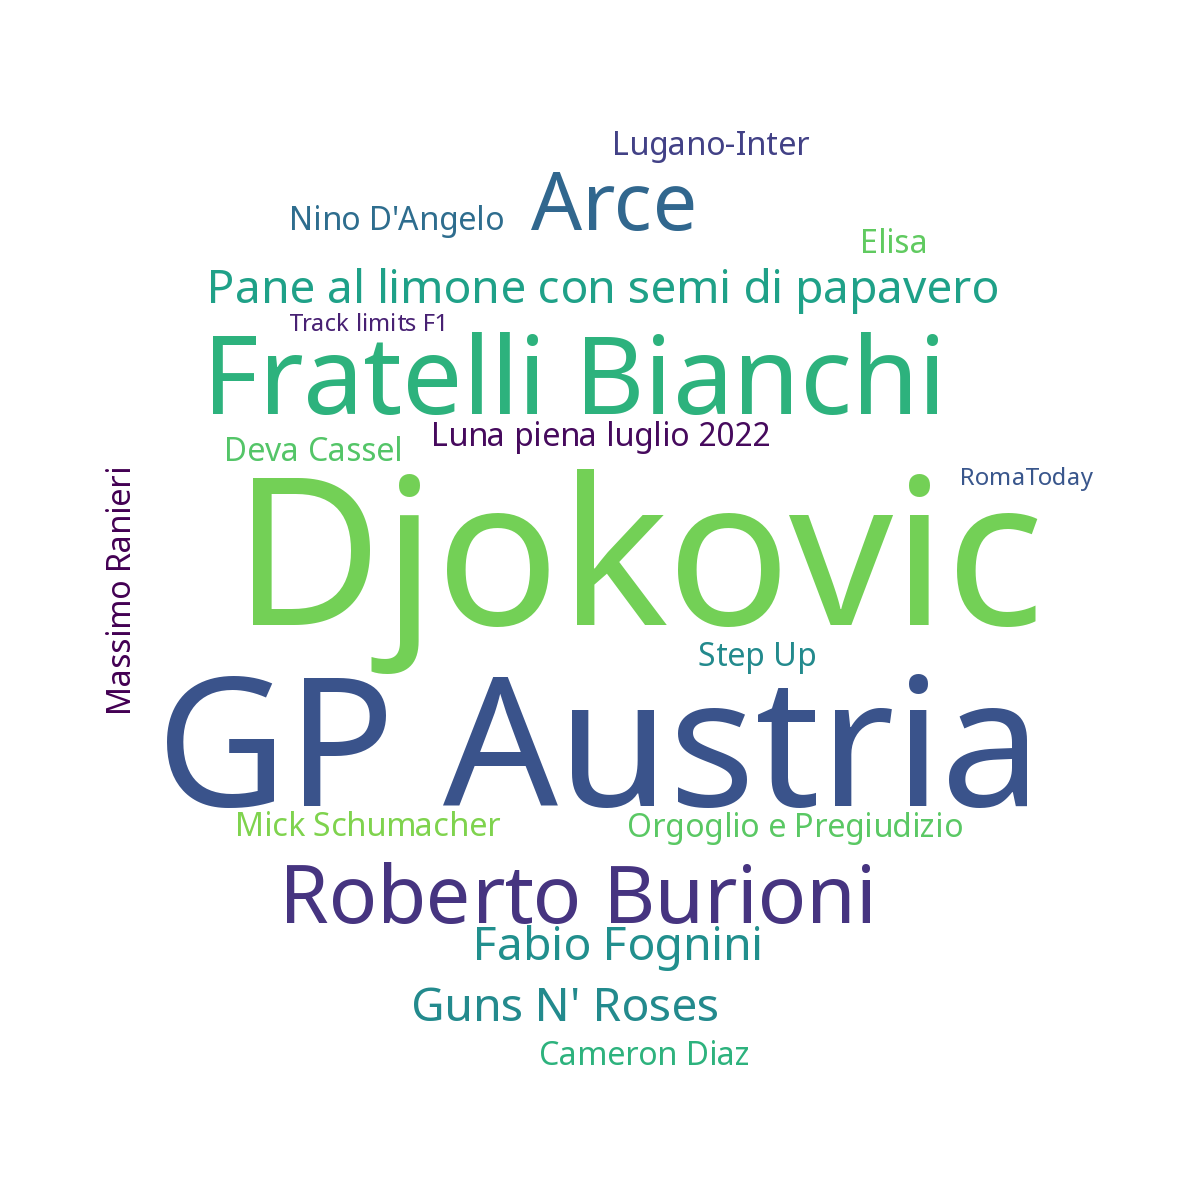 Lugano-Inter
Arce
Nino D'Angelo
Elisa
Pane al limone con semi di papavero
Track limits F1
Fratelli Bianchi
Luna piena luglio 2022
Deva Cassel
RomaToday
Massimo Ranieri
Djokovic
Step Up
GP Austria
Mick Schumacher
Orgoglio e Pregiudizio
Roberto Burioni
Fabio Fognini
Guns N' Roses
Cameron Diaz